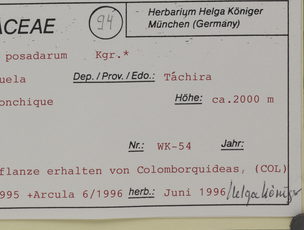 Herbarium Helga Königer
München (Germany)
ACEAE
94
posadarum Kgr.*
uela Dep./Prov./Edo.: Táchira
onchique Höhe: ca.2000 m
Nr.: WK-54 Jahr:
flanze erhalten von Colomborquideas, (COL)
995 +Arcula 6/1996 herb.: Juni 1996 Helga Königer